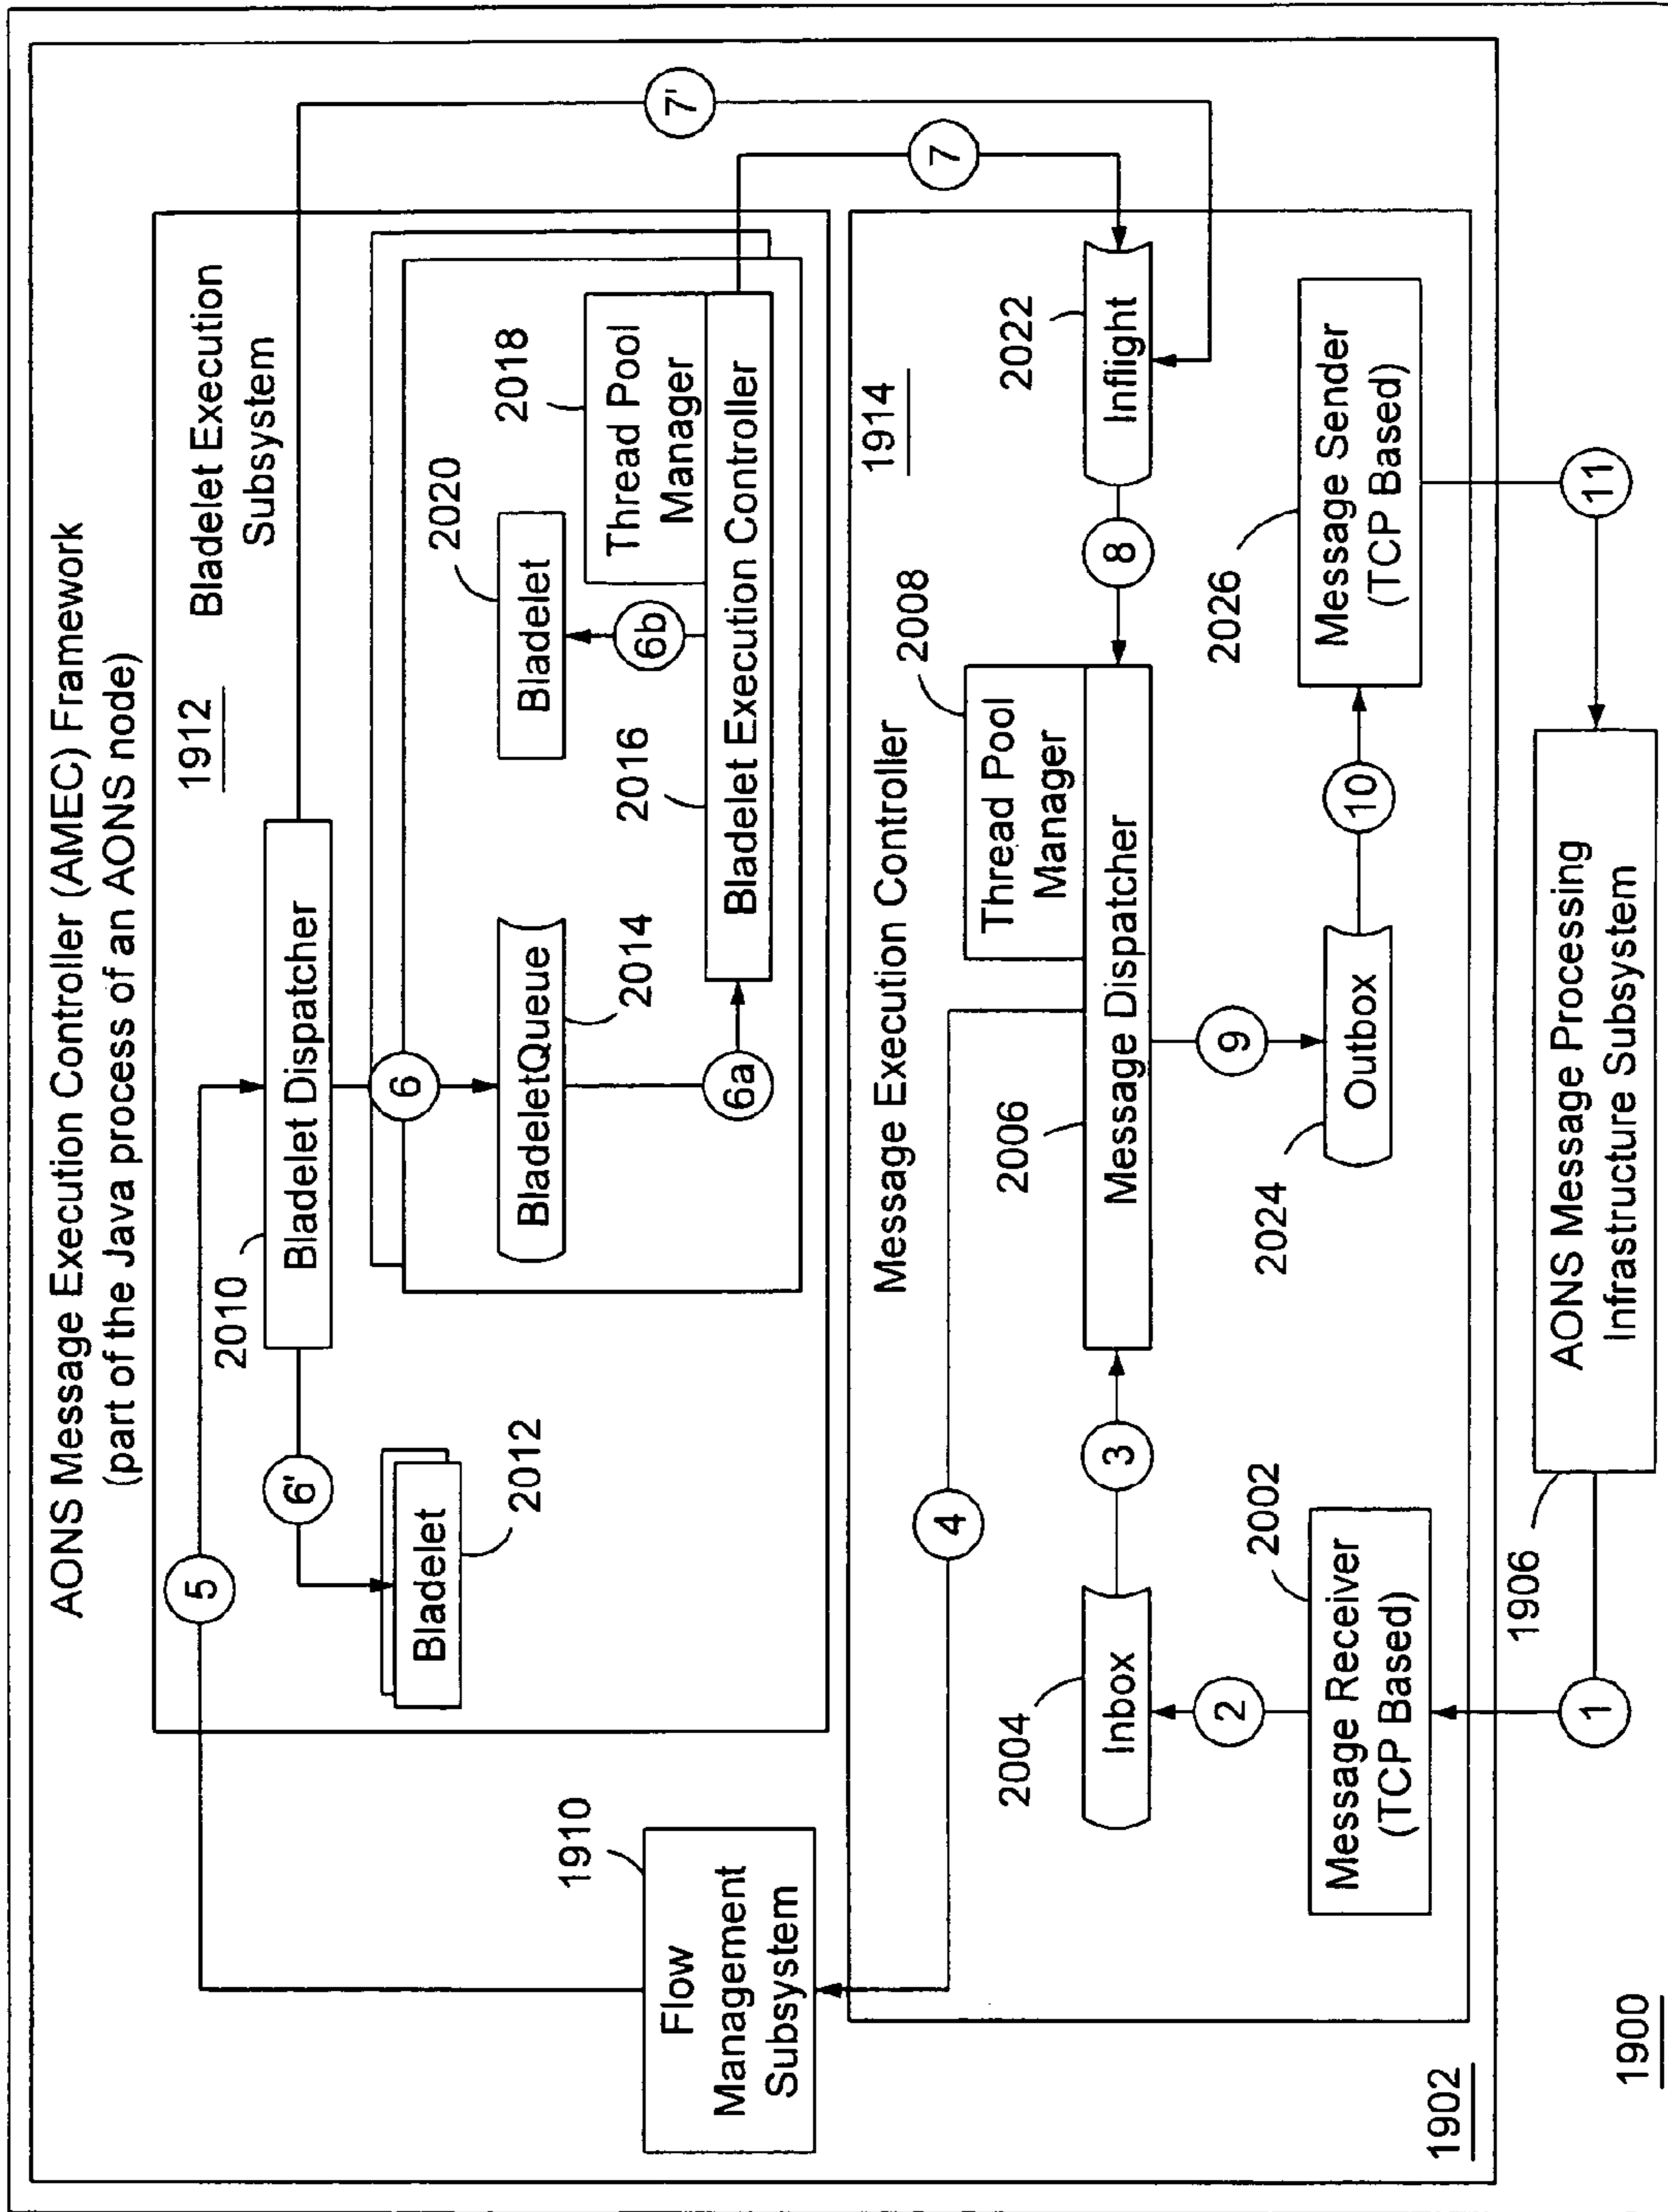 AONS Message Execution Controller (AMEC) Framework
(part of the Java process of an AONS node)
5
1912
Bladelet Execution
Subsystem
2010
Bladelet Dispatcher
6'
7'
Bladelet
2012
6
BladeletQueue
2014
6a
2020
Bladelet
6b
2018
Thread Pool
Manager
2016
Bladelet Execution Controller
7
1910
Flow
Management
Subsystem
4
Message Execution Controller
1914
2008
Thread Pool
Manager
2006
Message Dispatcher
2004
Inbox
3
8
2022
Inflight
2
9
2002
Message Receiver
(TCP Based)
2024
Outbox
10
2026
Message Sender
(TCP Based)
1902
1
1906
AONS Message Processing
Infrastructure Subsystem
11
1900